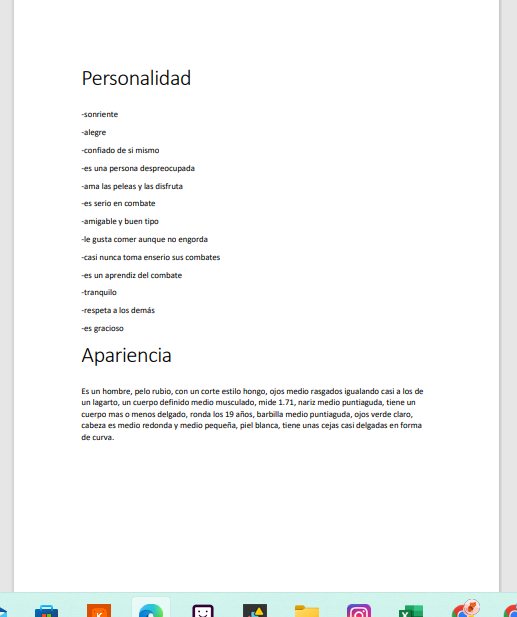 Personalidad
-sonriente
-alegre
-confiado de si mismo
-es una persona despreocupada
-ama las peleas y las disfruta
-es serio en combate
-amigable y buen tipo
-le gusta comer aunque no engorda
-casi nunca toma enserio sus combates
-es un aprendiz del combate
-tranquilo
-respeta a los demás
-es gracioso
Apariencia
Es un hombre, pelo rubio, con un corte estilo hongo, ojos medio rasgados igualando casi a los de
un lagarto, un cuerpo definido medio musculado, mide 1.71, nariz medio puntiaguda, tiene un
cuerpo mas o menos delgado, ronda los 19 años, barbilla medio puntiaguda, ojos verde claro,
cabeza es medio redonda y medio pequeña, piel blanca, tiene unas cejas casi delgadas en forma
de curva.